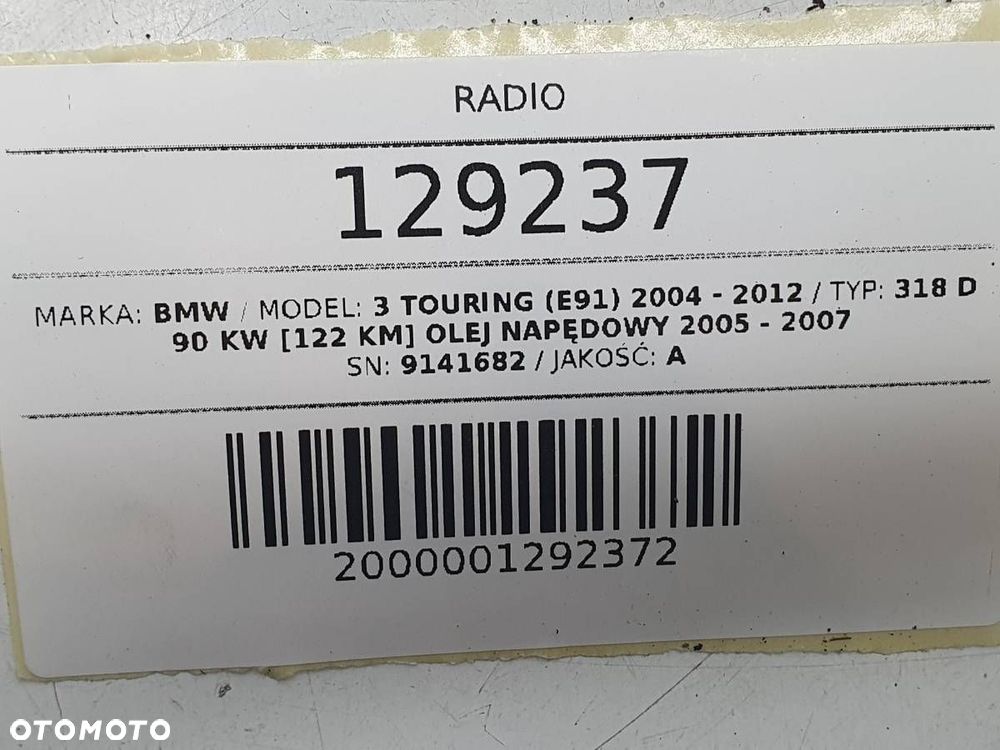 RADIO
129237
MARKA: BMW / MODEL: 3 TOURING (E91) 2004 - 2012 / TYP: 318 D
90 KW [122 KM] OLEJ NAPĘDOWY 2005 - 2007
SN: 9141682 / JAKOŚĆ: A
2000001292372
OTOMOTO